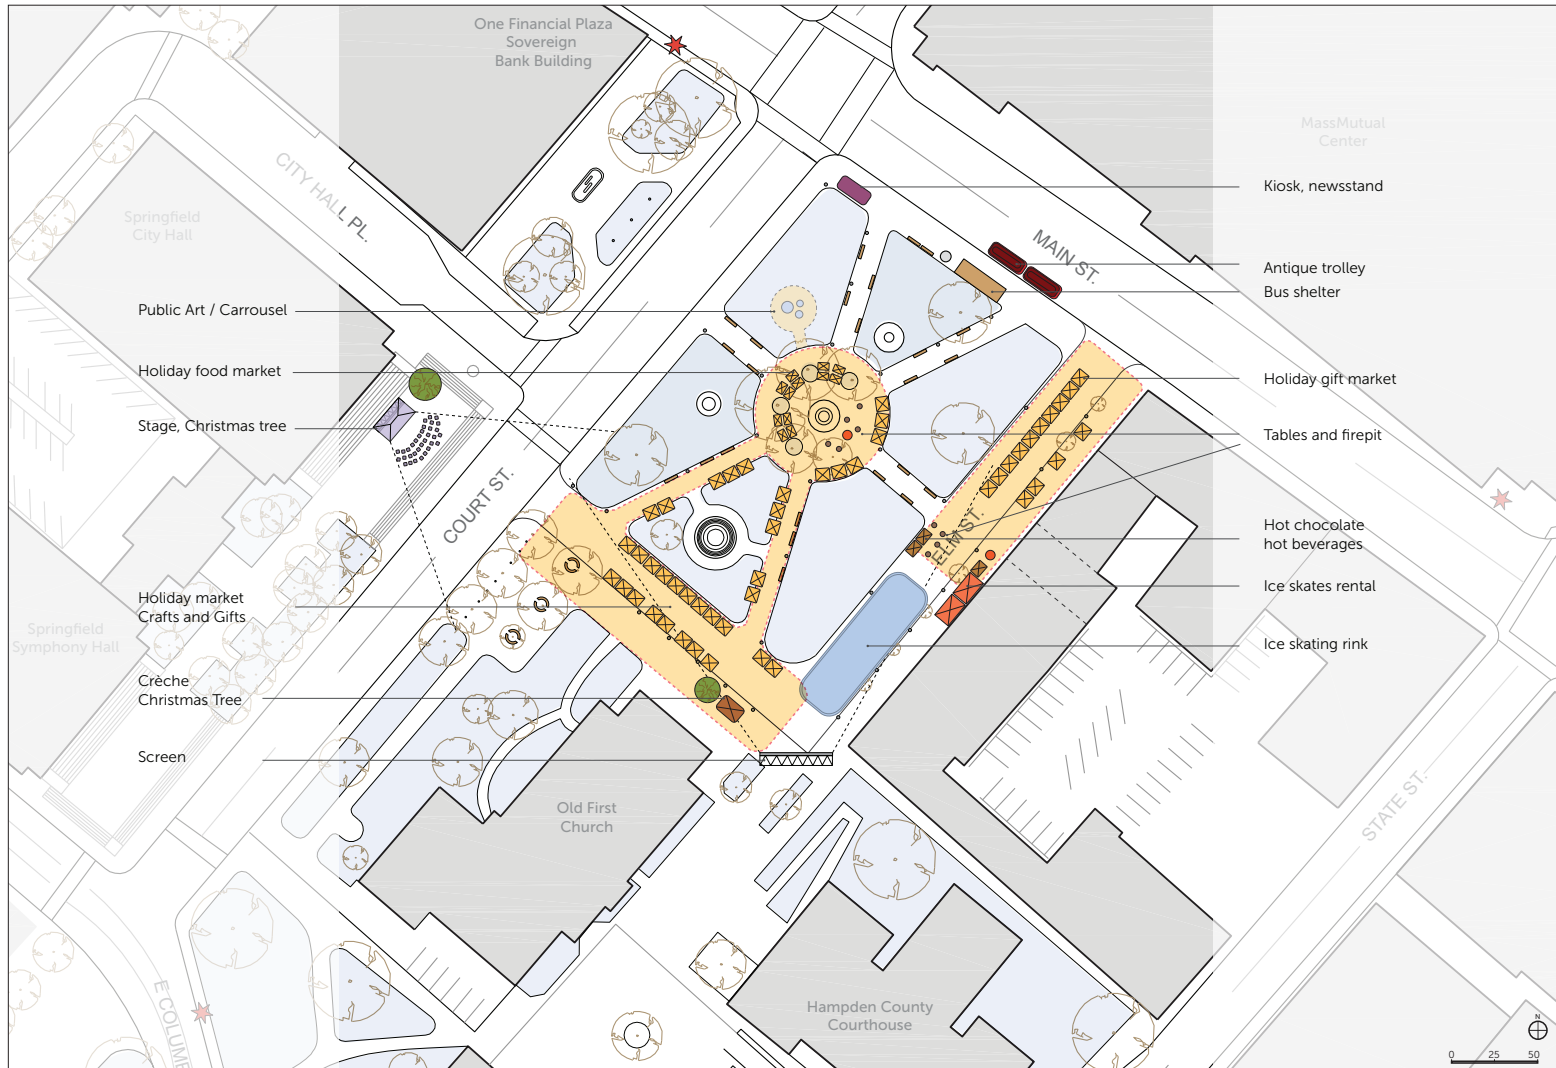 One Financial Plaza
Sovereign
Bank Building
MassMutual
Center
CITY HALL PL.
Springfield
City Hall
MAIN ST.
Kiosk, newsstand
Antique trolley
Bus shelter
Public Art / Carrousel
Holiday food market
Holiday gift market
Stage, Christmas tree
Tables and firepit
COURT ST.
ELM ST.
Hot chocolate
hot beverages
Ice skates rental
Holiday market
Crafts and Gifts
Springfield
Symphony Hall
Ice skating rink
Crèche
Christmas Tree
Screen
Old First
Church
STATE ST.
E COLUMB
Hampden County
Courthouse
N
0 25 50